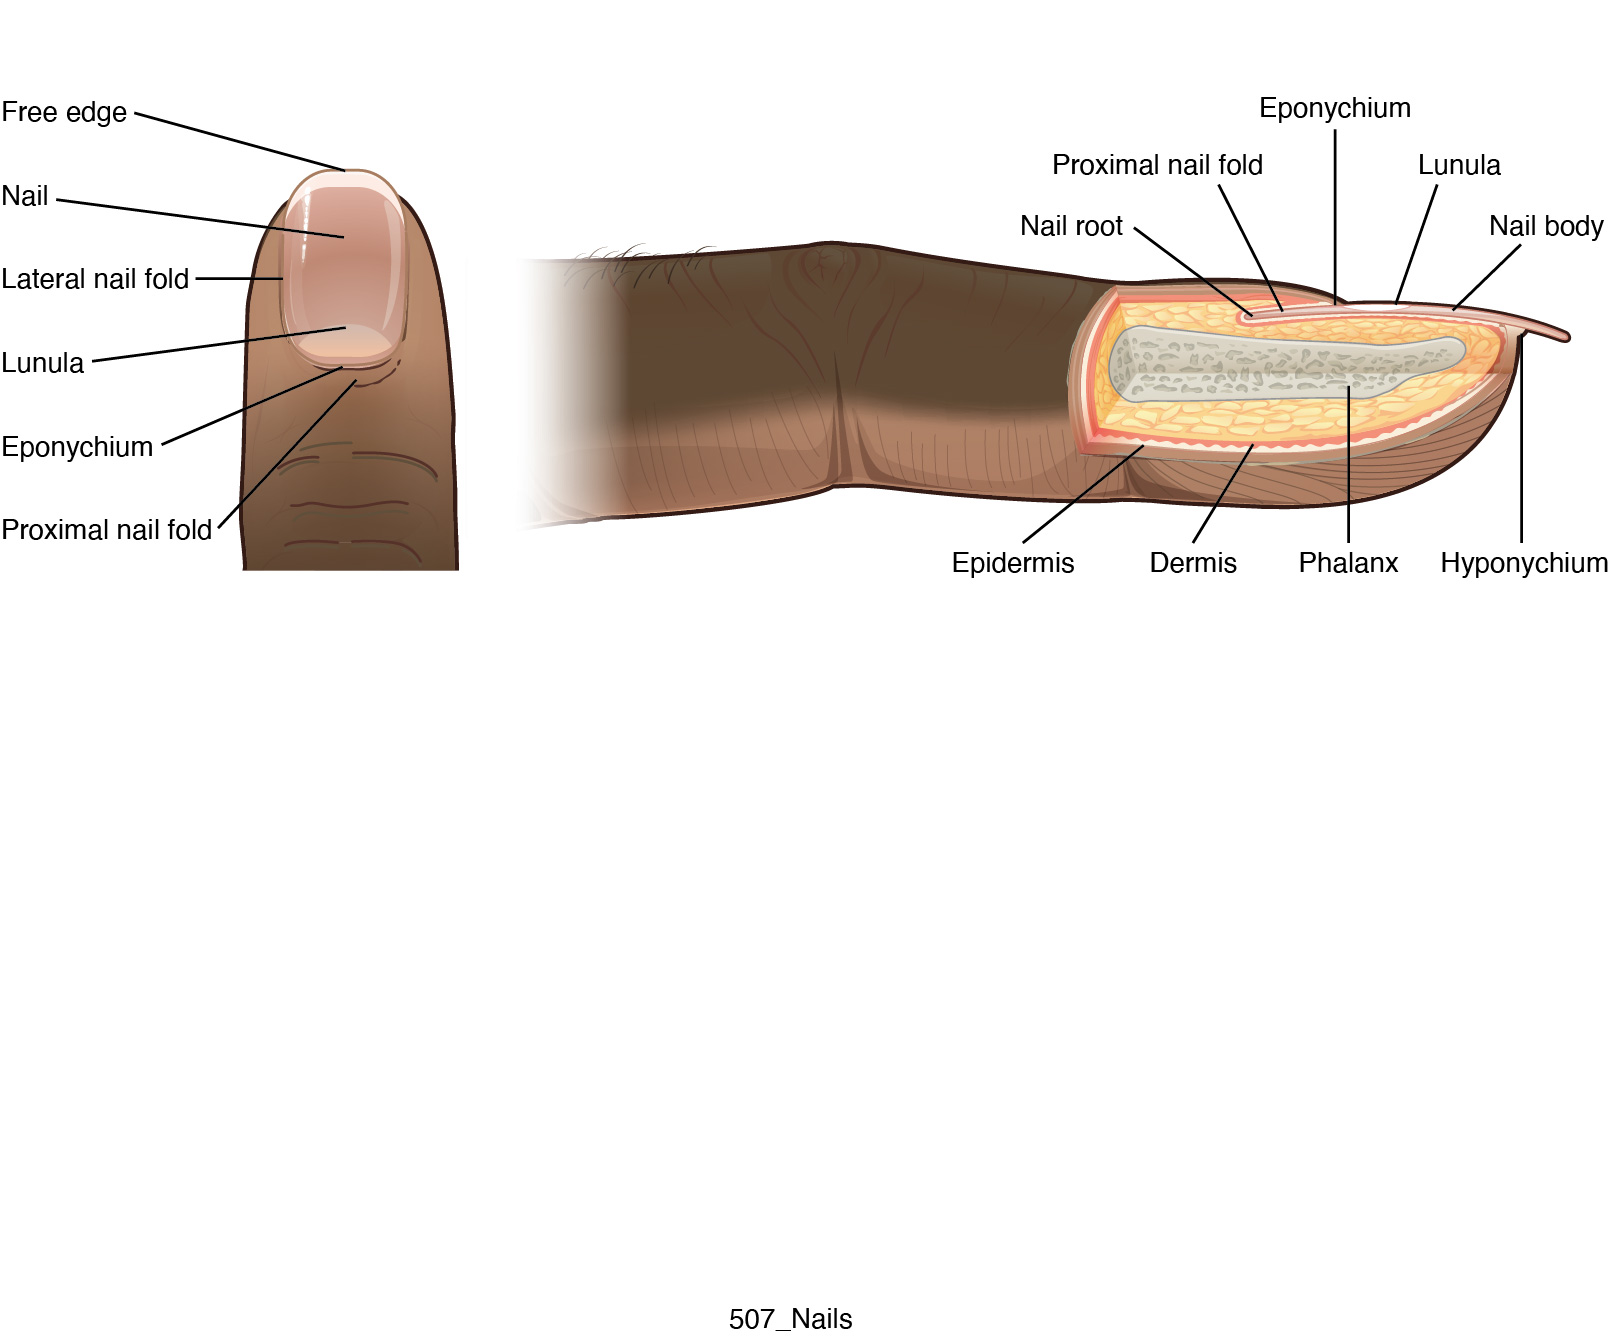 Free edge
Nail
Lateral nail fold
Lunula
Eponychium
Proximal nail fold
Eponychium
Proximal nail fold
Lunula
Nail root
Nail body
Epidermis
Dermis
Phalanx
Hyponychium
507_Nails